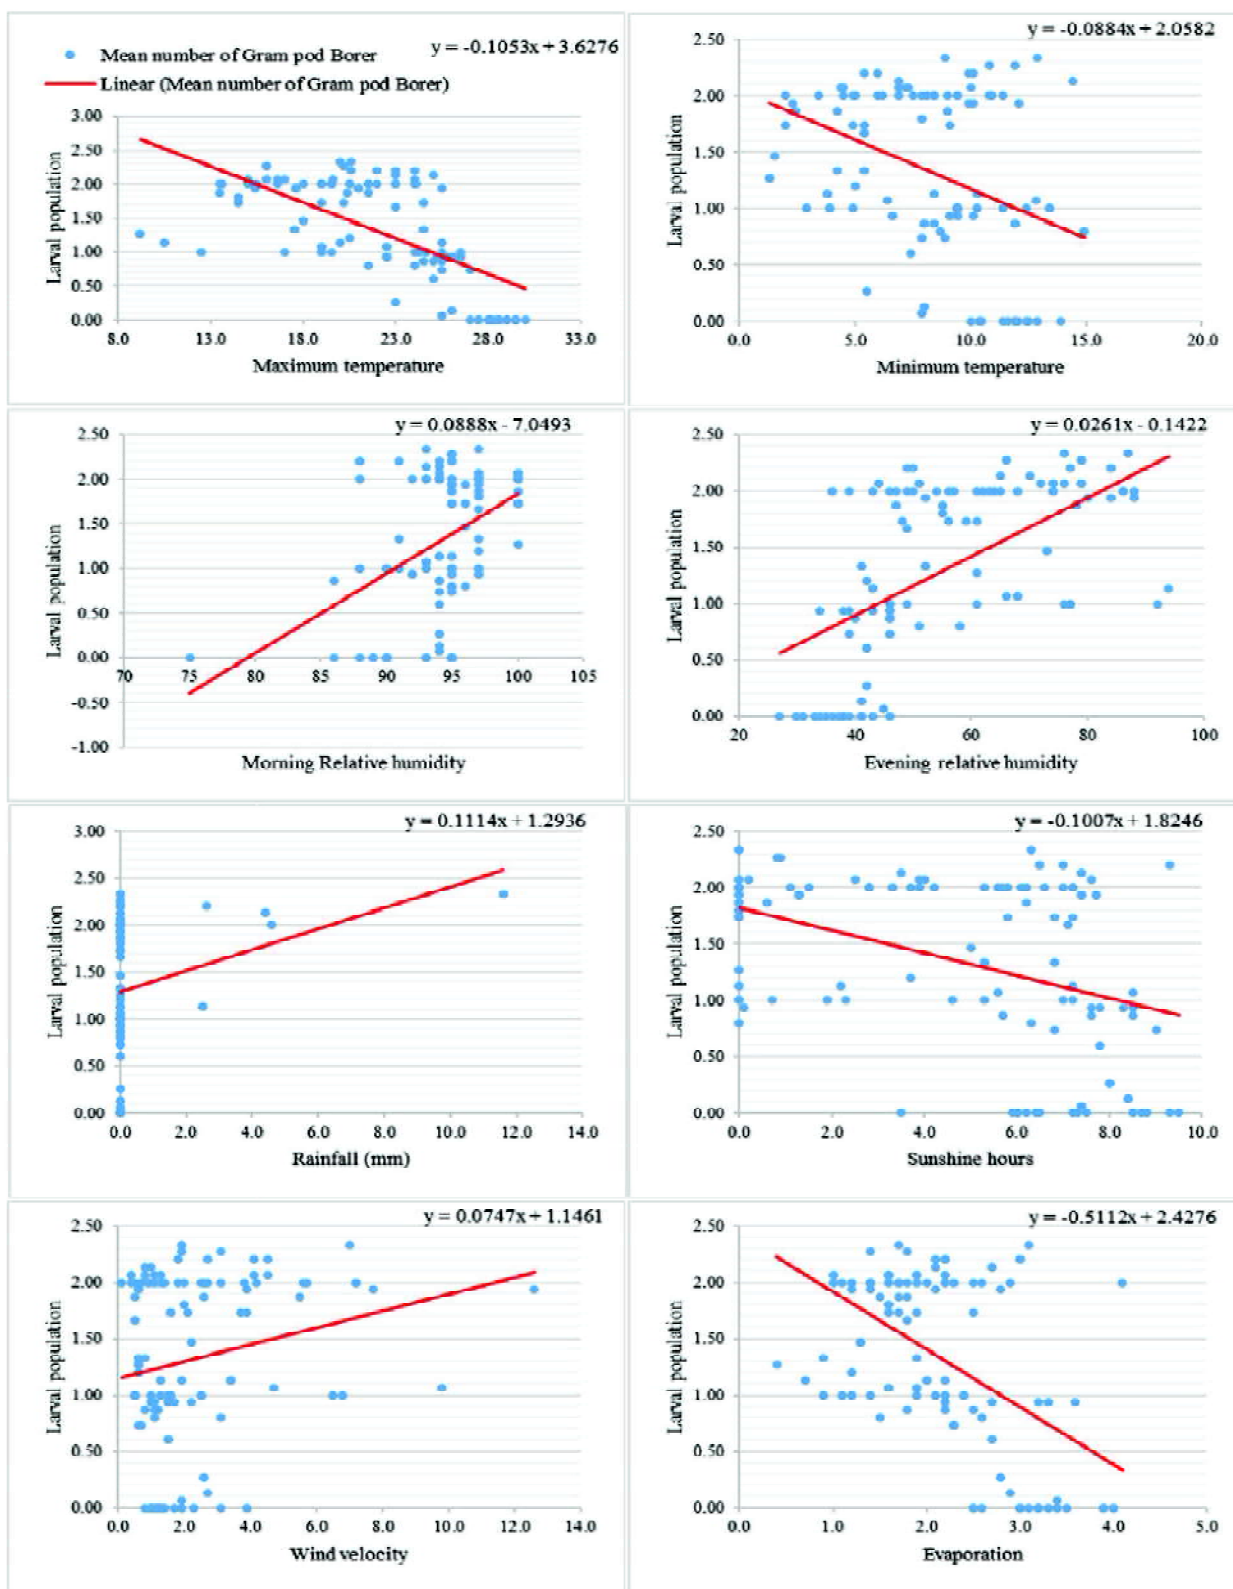 Mean number of Gram pod Borer
y = -0.1053x + 3.6276
Linear (Mean number of Gram pod Borer)
3.00
2.50
2.00
1.50
1.00
0.50
0.00
Larval population
8.0 13.0 18.0 23.0 28.0 33.0
Maximum temperature
y = -0.0884x + 2.0582
2.50
2.00
1.50
1.00
0.50
0.00
Larval population
0.0 5.0 10.0 15.0 20.0
Minimum temperature
y = 0.0888x - 7.0493
2.50
2.00
1.50
1.00
0.50
0.00
-0.50
-1.00
Larval population
70 75 80 85 90 95 100 105
Morning Relative humidity
y = 0.0261x - 0.1422
2.50
2.00
1.50
1.00
0.50
0.00
Larval population
20 40 60 80 100
Evening relative humidity
y = 0.1114x + 1.2936
3.00
2.50
2.00
1.50
1.00
0.50
0.00
Larval population
0.0 2.0 4.0 6.0 8.0 10.0 12.0 14.0
Rainfall (mm)
y = -0.1007x + 1.8246
2.50
2.00
1.50
1.00
0.50
0.00
Larval population
0.0 2.0 4.0 6.0 8.0 10.0
Sunshine hours
y = 0.0747x + 1.1461
2.50
2.00
1.50
1.00
0.50
0.00
Larval population
0.0 2.0 4.0 6.0 8.0 10.0 12.0 14.0
Wind velocity
y = -0.5112x + 2.4276
2.50
2.00
1.50
1.00
0.50
0.00
Larval population
0.0 1.0 2.0 3.0 4.0 5.0
Evaporation